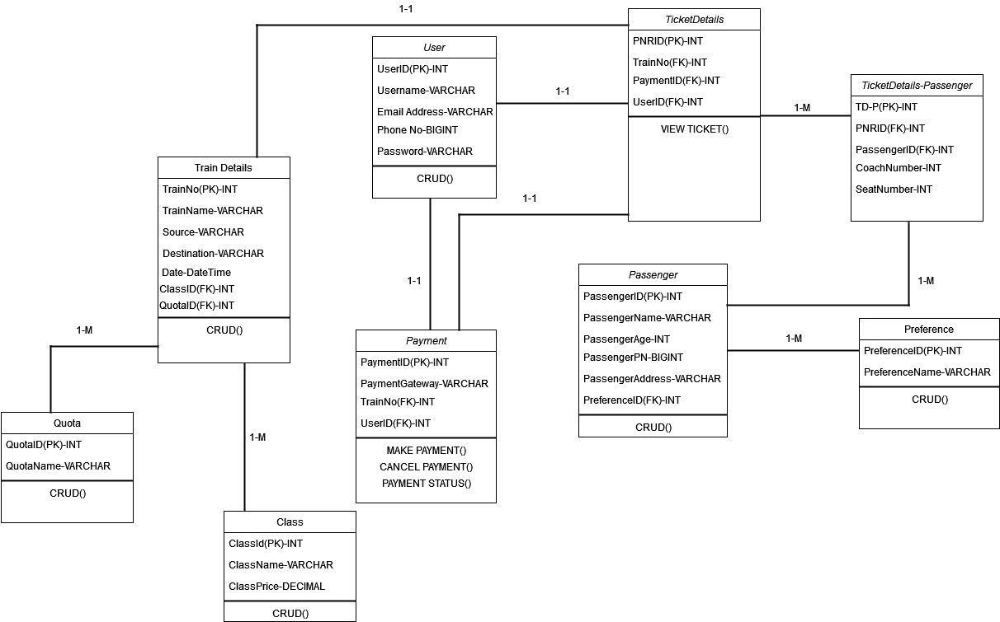 1-1
TicketDetails
PNRID(PK)-INT
TrainNo(FK)-INT
PaymentID(FK)-INT
UserID(FK)-INT
VIEW TICKET()
User
UserID(PK)-INT
Username-VARCHAR
Email Address-VARCHAR
Phone No-BIGINT
Password-VARCHAR
CRUD()
1-1
1-M
TicketDetails-Passenger
TD-P(PK)-INT
PNRID(FK)-INT
PassengerID(FK)-INT
CoachNumber-INT
SeatNumber-INT
Train Details
TrainNo(PK)-INT
TrainName-VARCHAR
Source-VARCHAR
Destination-VARCHAR
Date-DateTime
ClassID(FK)-INT
QuotaID(FK)-INT
CRUD()
1-1
1-1
1-M
Passenger
PassengerID(PK)-INT
PassengerName-VARCHAR
PassengerAge-INT
PassengerPN-BIGINT
PassengerAddress-VARCHAR
PreferenceID(FK)-INT
CRUD()
1-M
Preference
PreferenceID(PK)-INT
PreferenceName-VARCHAR
CRUD()
1-M
Payment
PaymentID(PK)-INT
PaymentGateway-VARCHAR
TrainNo(FK)-INT
UserID(FK)-INT
MAKE PAYMENT()
CANCEL PAYMENT()
PAYMENT STATUS()
Quota
QuotaID(PK)-INT
QuotaName-VARCHAR
CRUD()
1-M
Class
ClassId(PK)-INT
ClassName-VARCHAR
ClassPrice-DECIMAL
CRUD()